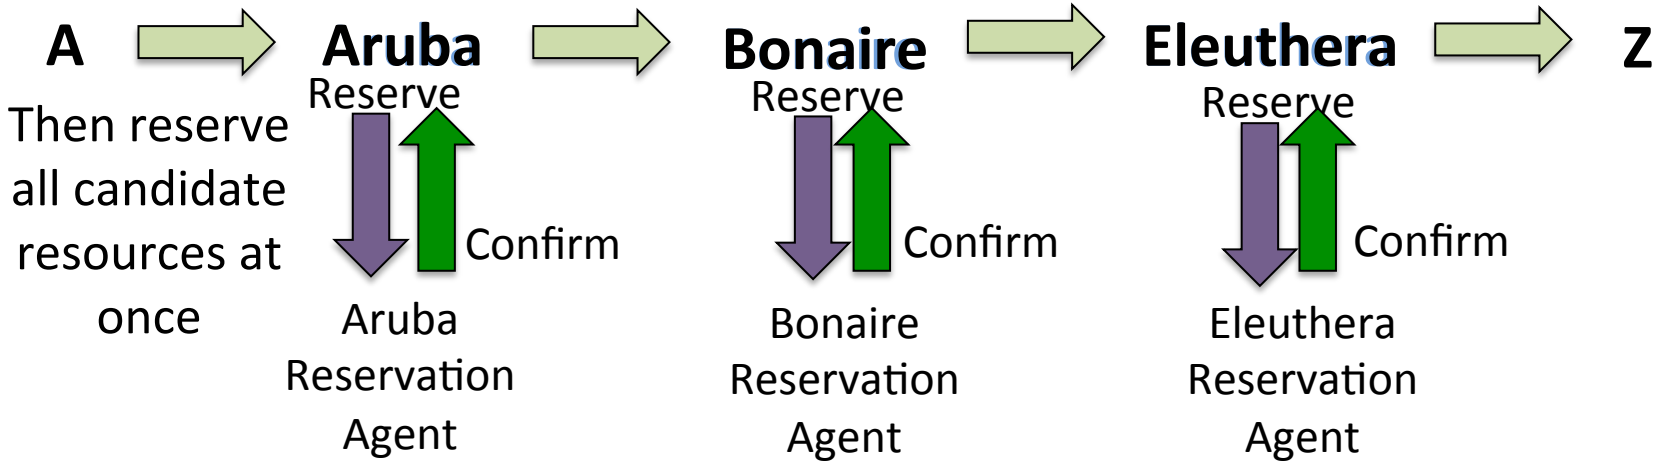 A Aruba Bonaire Eleuthera Z
Reserve Reserve Reserve
Then reserve
all candidate
resources at
once
Confirm Confirm Confirm
Aruba
Reservation
Agent
Bonaire
Reservation
Agent
Eleuthera
Reservation
Agent